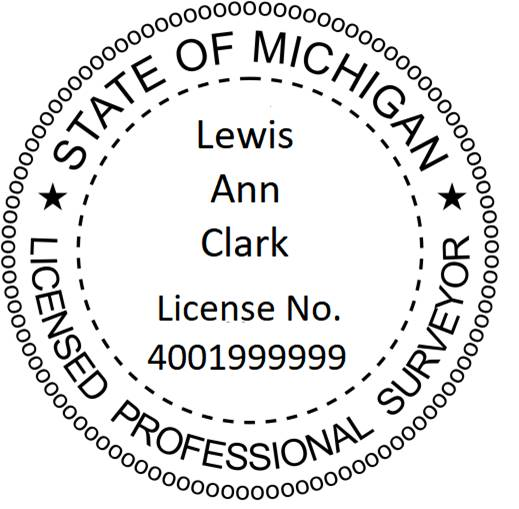 STATE OF MICHIGAN
Lewis
Ann
Clark
License No.
4001999999
LICENSED PROFESSIONAL SURVEYOR